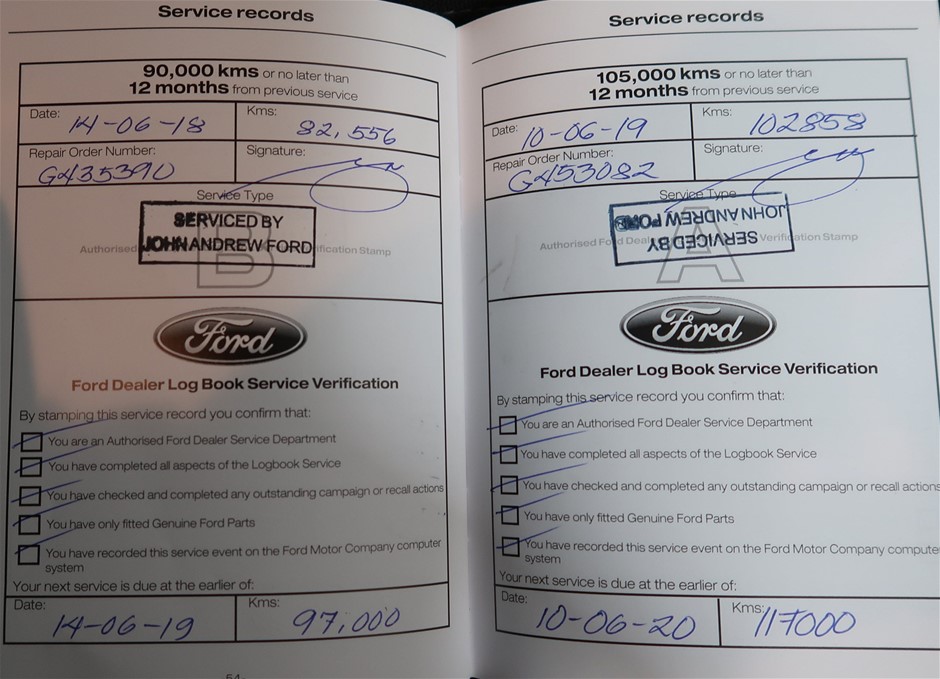 Service records
90,000 kms or no later than
12 months from previous service
Date: 14-06-18 Kms: 82,556
Repair Order Number: G435390 Signature:
Service Type
B
Authorised
ification Stamp
SERVICED BY
JOHN ANDREW FORD
Ford
Ford Dealer Log Book Service Verification
By stamping this service record you confirm that:
You are an Authorised Ford Dealer Service Department
You have completed all aspects of the Logbook Service
You have checked and completed any outstanding campaign or recall actions
You have only fitted Genuine Ford Parts
You have recorded this service event on the Ford Motor Company computer
system
Your next service is due at the earlier of:
Date: 14-06-19 Kms: 97,000
Service records
105,000 kms or no later than
12 months from previous service
Date: 10-06-19 Kms: 102858
Repair Order Number: G453082 Signature:
Service Type
A
Authorised Ford Deal
Verification Stamp
SERVICED BY
JOHN ANDREW FORD
Ford
Ford Dealer Log Book Service Verification
By stamping this service record you confirm that:
You are an Authorised Ford Dealer Service Department
You have completed all aspects of the Logbook Service
You have checked and completed any outstanding campaign or recall actions
You have only fitted Genuine Ford Parts
You have recorded this service event on the Ford Motor Company compute
system
Your next service is due at the earlier of:
Date: 10-06-20 Kms: 117000